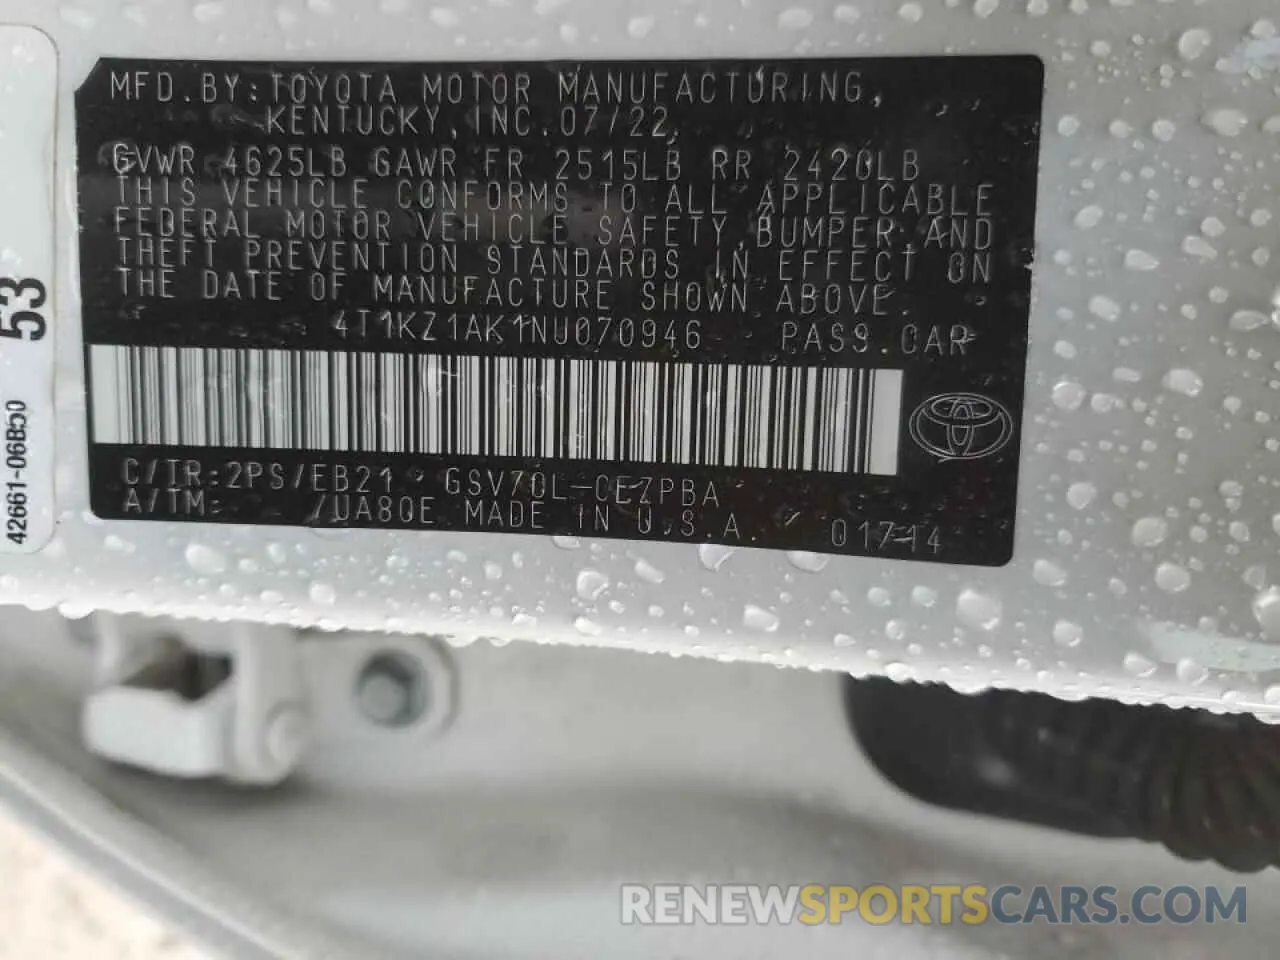 MFD.BY:TOYOTA MOTOR MANUFACTURING,
KENTUCKY,INC.07/22
GVWR 4625LB GAWR FR 2515LB RR 2420LB
THIS VEHICLE CONFORMS TO ALL APPLICABLE
FEDERAL MOTOR VEHICLE SAFETY,BUMPER,AND
THEFT PREVENTION STANDARDS IN EFFECT ON
THE DATE OF MANUFACTURE SHOWN ABOVE.
4T1KZ1AK1NU070946 PASS.CAR
C/TR:2PS/EB21 GSV70L-CEZPBA
A/TM: /UA80E MADE IN U.S.A. 01714
53
42661-06B50
RENEWSPORTSCARS.COM